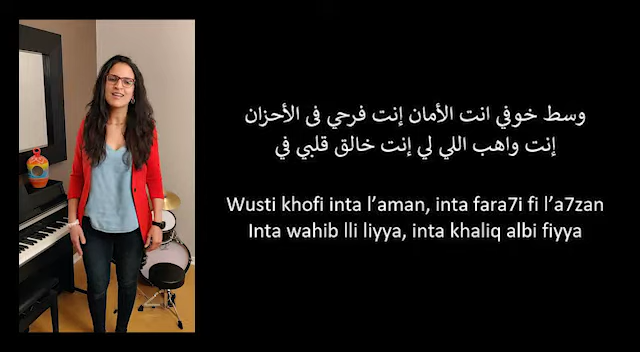 وسط خوفي انت الأمان إنت فرحي فى الأحزان
إنت واهب اللي لي إنت خالق قلبي في
Wusti khofi inta l’aman, inta fara7i fi l’a7zan
Inta wahib lli liyya, inta khaliq albi fiyya